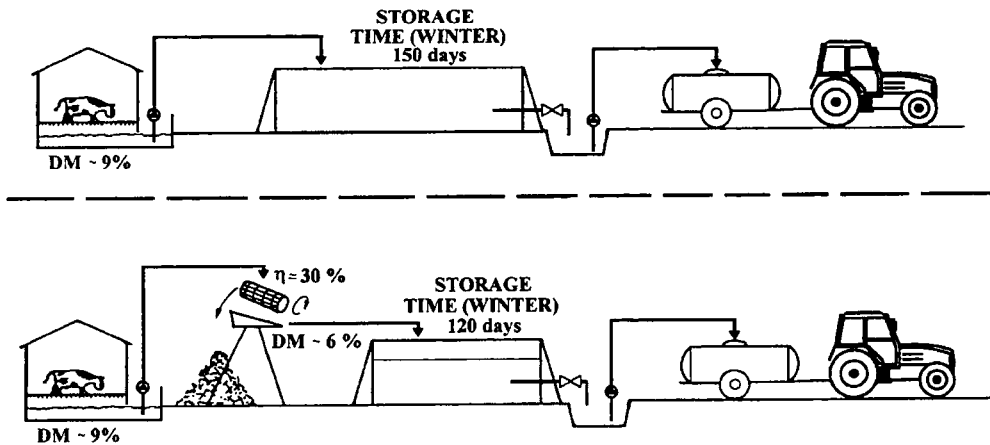 STORAGE
TIME (WINTER)
150 days
DM ~ 9%
η = 30 %
STORAGE
TIME (WINTER)
120 days
DM ~ 6 %
DM ~ 9%